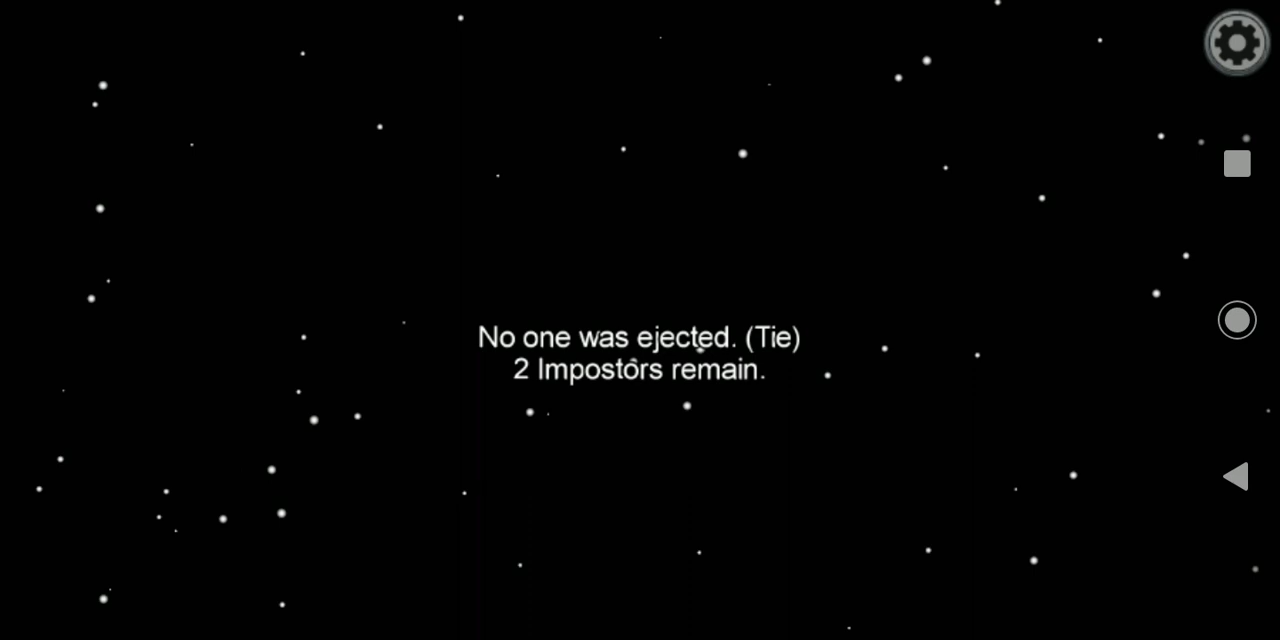 No one was ejected. (Tie)
2 Impostors remain.